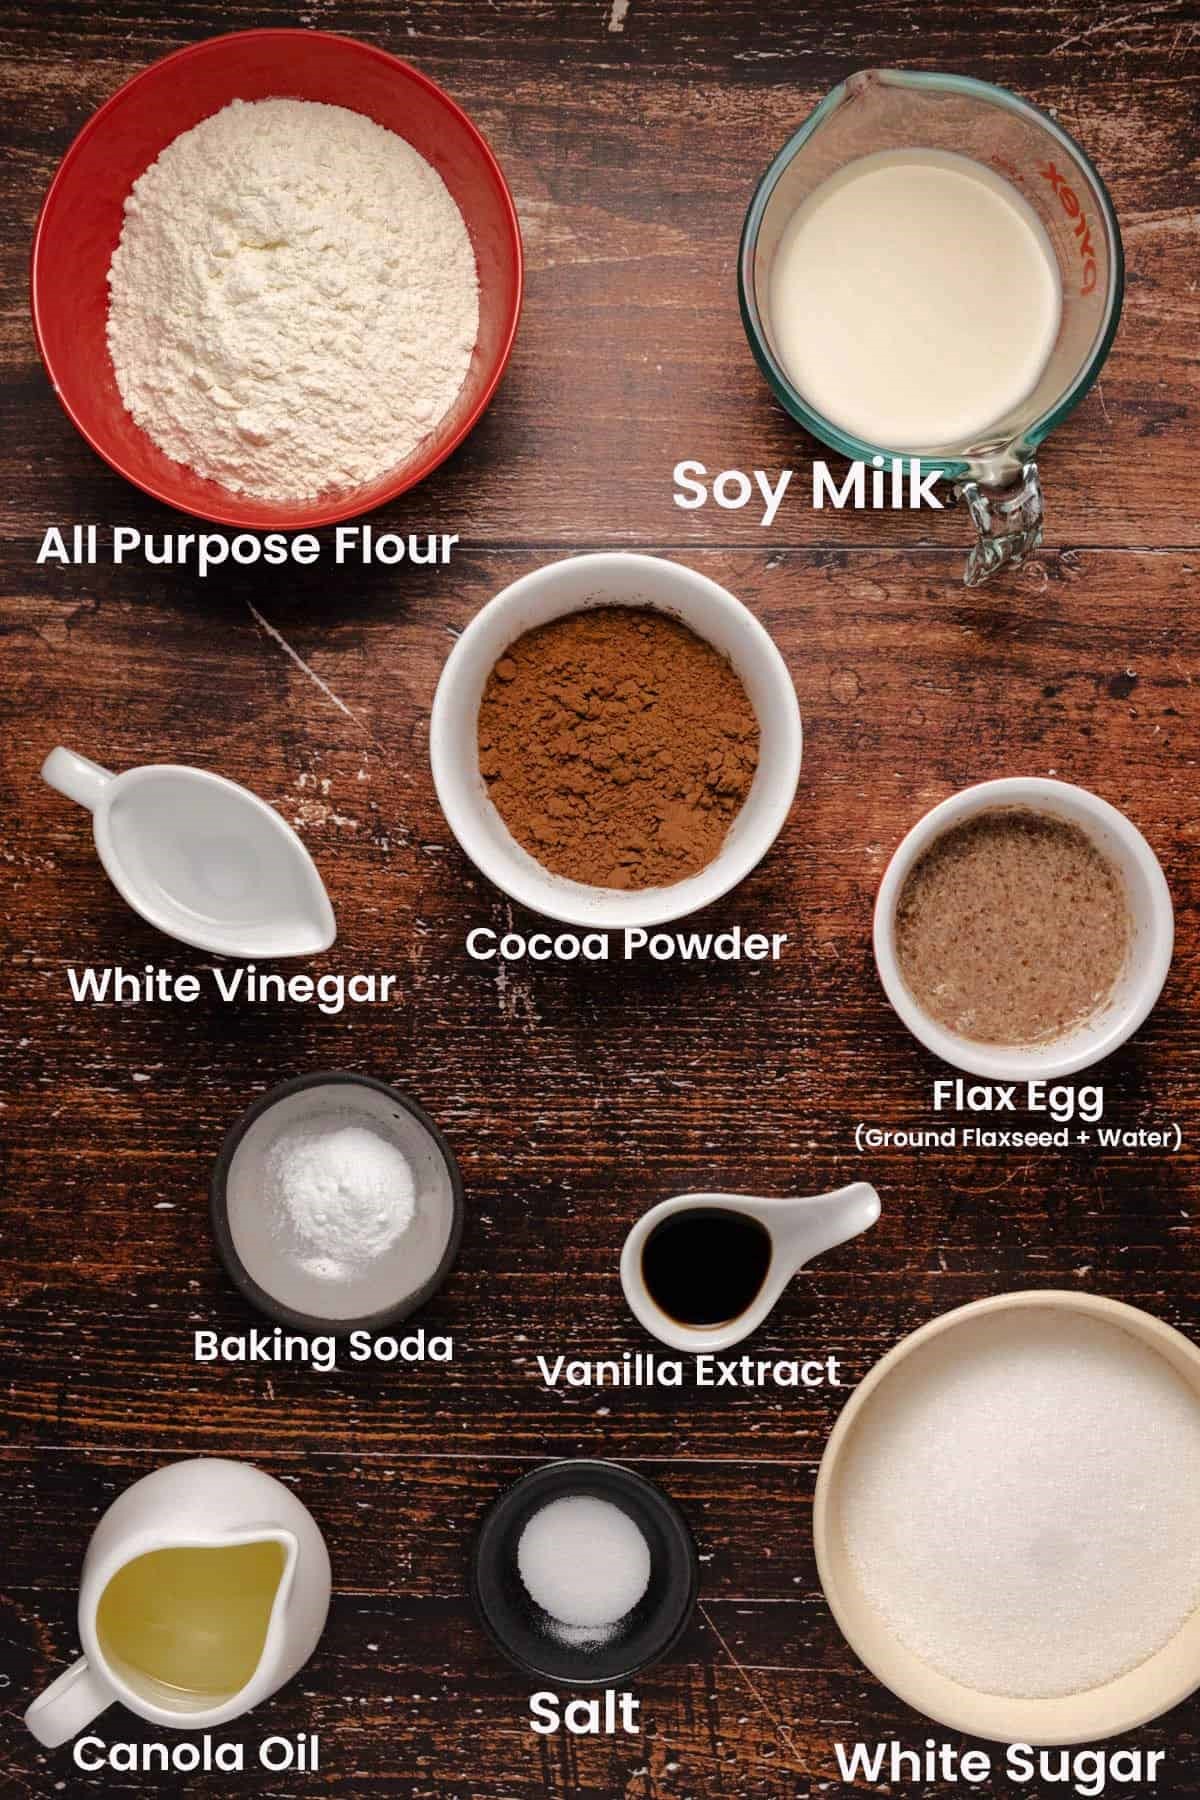 pyrex
All Purpose Flour
Soy Milk
Cocoa Powder
White Vinegar
Flax Egg
(Ground Flaxseed + Water)
Baking Soda
Vanilla Extract
Canola Oil
Salt
White Sugar